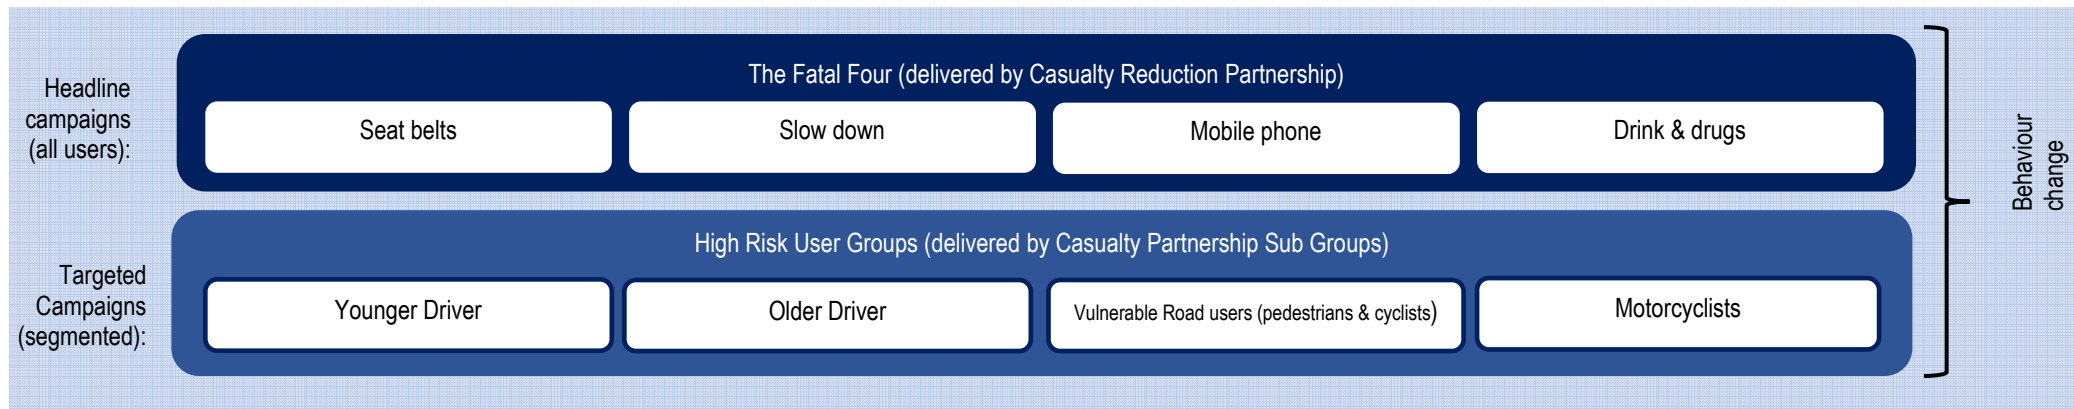 Headline
campaigns
(all users):
The Fatal Four (delivered by Casualty Reduction Partnership)
Seat belts
Slow down
Mobile phone
Drink & drugs
Targeted
Campaigns
(segmented):
High Risk User Groups (delivered by Casualty Partnership Sub Groups)
Younger Driver
Older Driver
Vulnerable Road users (pedestrians & cyclists)
Motorcyclists
Behaviour
change